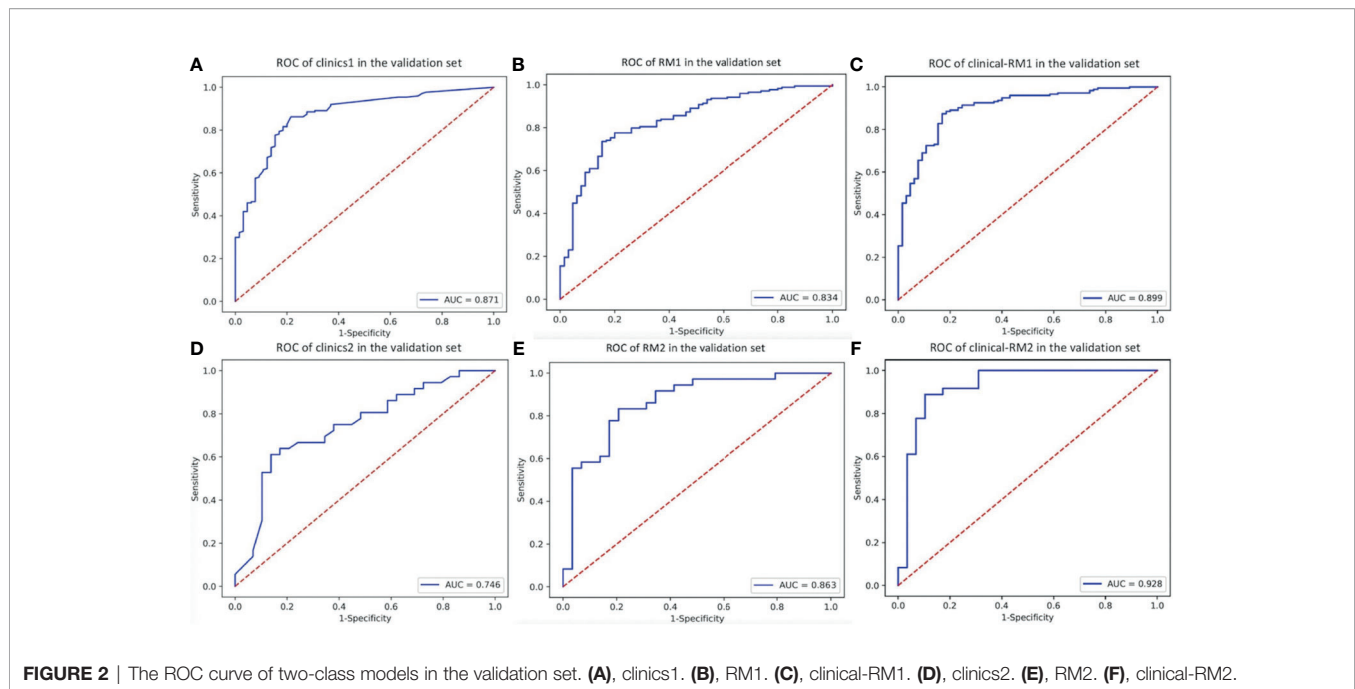 A
ROC of clinics1 in the validation set
Sensitivity
1.0
0.8
0.6
0.4
0.2
0.0
AUC = 0.871
0.0 0.2 0.4 0.6 0.8 1.0
1-Specificity
B
ROC of RM1 in the validation set
Sensitivity
1.0
0.8
0.6
0.4
0.2
0.0
AUC = 0.834
0.0 0.2 0.4 0.6 0.8 1.0
1-Specificity
C
ROC of clinical-RM1 in the validation set
Sensitivity
1.0
0.8
0.6
0.4
0.2
0.0
AUC = 0.899
0.0 0.2 0.4 0.6 0.8 1.0
1-Specificity
D
ROC of clinics2 in the validation set
Sensitivity
1.0
0.8
0.6
0.4
0.2
0.0
AUC = 0.746
0.0 0.2 0.4 0.6 0.8 1.0
1-Specificity
E
ROC of RM2 in the validation set
Sensitivity
1.0
0.8
0.6
0.4
0.2
0.0
AUC = 0.863
0.0 0.2 0.4 0.6 0.8 1.0
1-Specificity
F
ROC of clinical-RM2 in the validation set
Sensitivity
1.0
0.8
0.6
0.4
0.2
0.0
AUC = 0.928
0.0 0.2 0.4 0.6 0.8 1.0
1-Specificity
FIGURE 2 | The ROC curve of two-class models in the validation set. (A), clinics1. (B), RM1. (C), clinical-RM1. (D), clinics2. (E), RM2. (F), clinical-RM2.